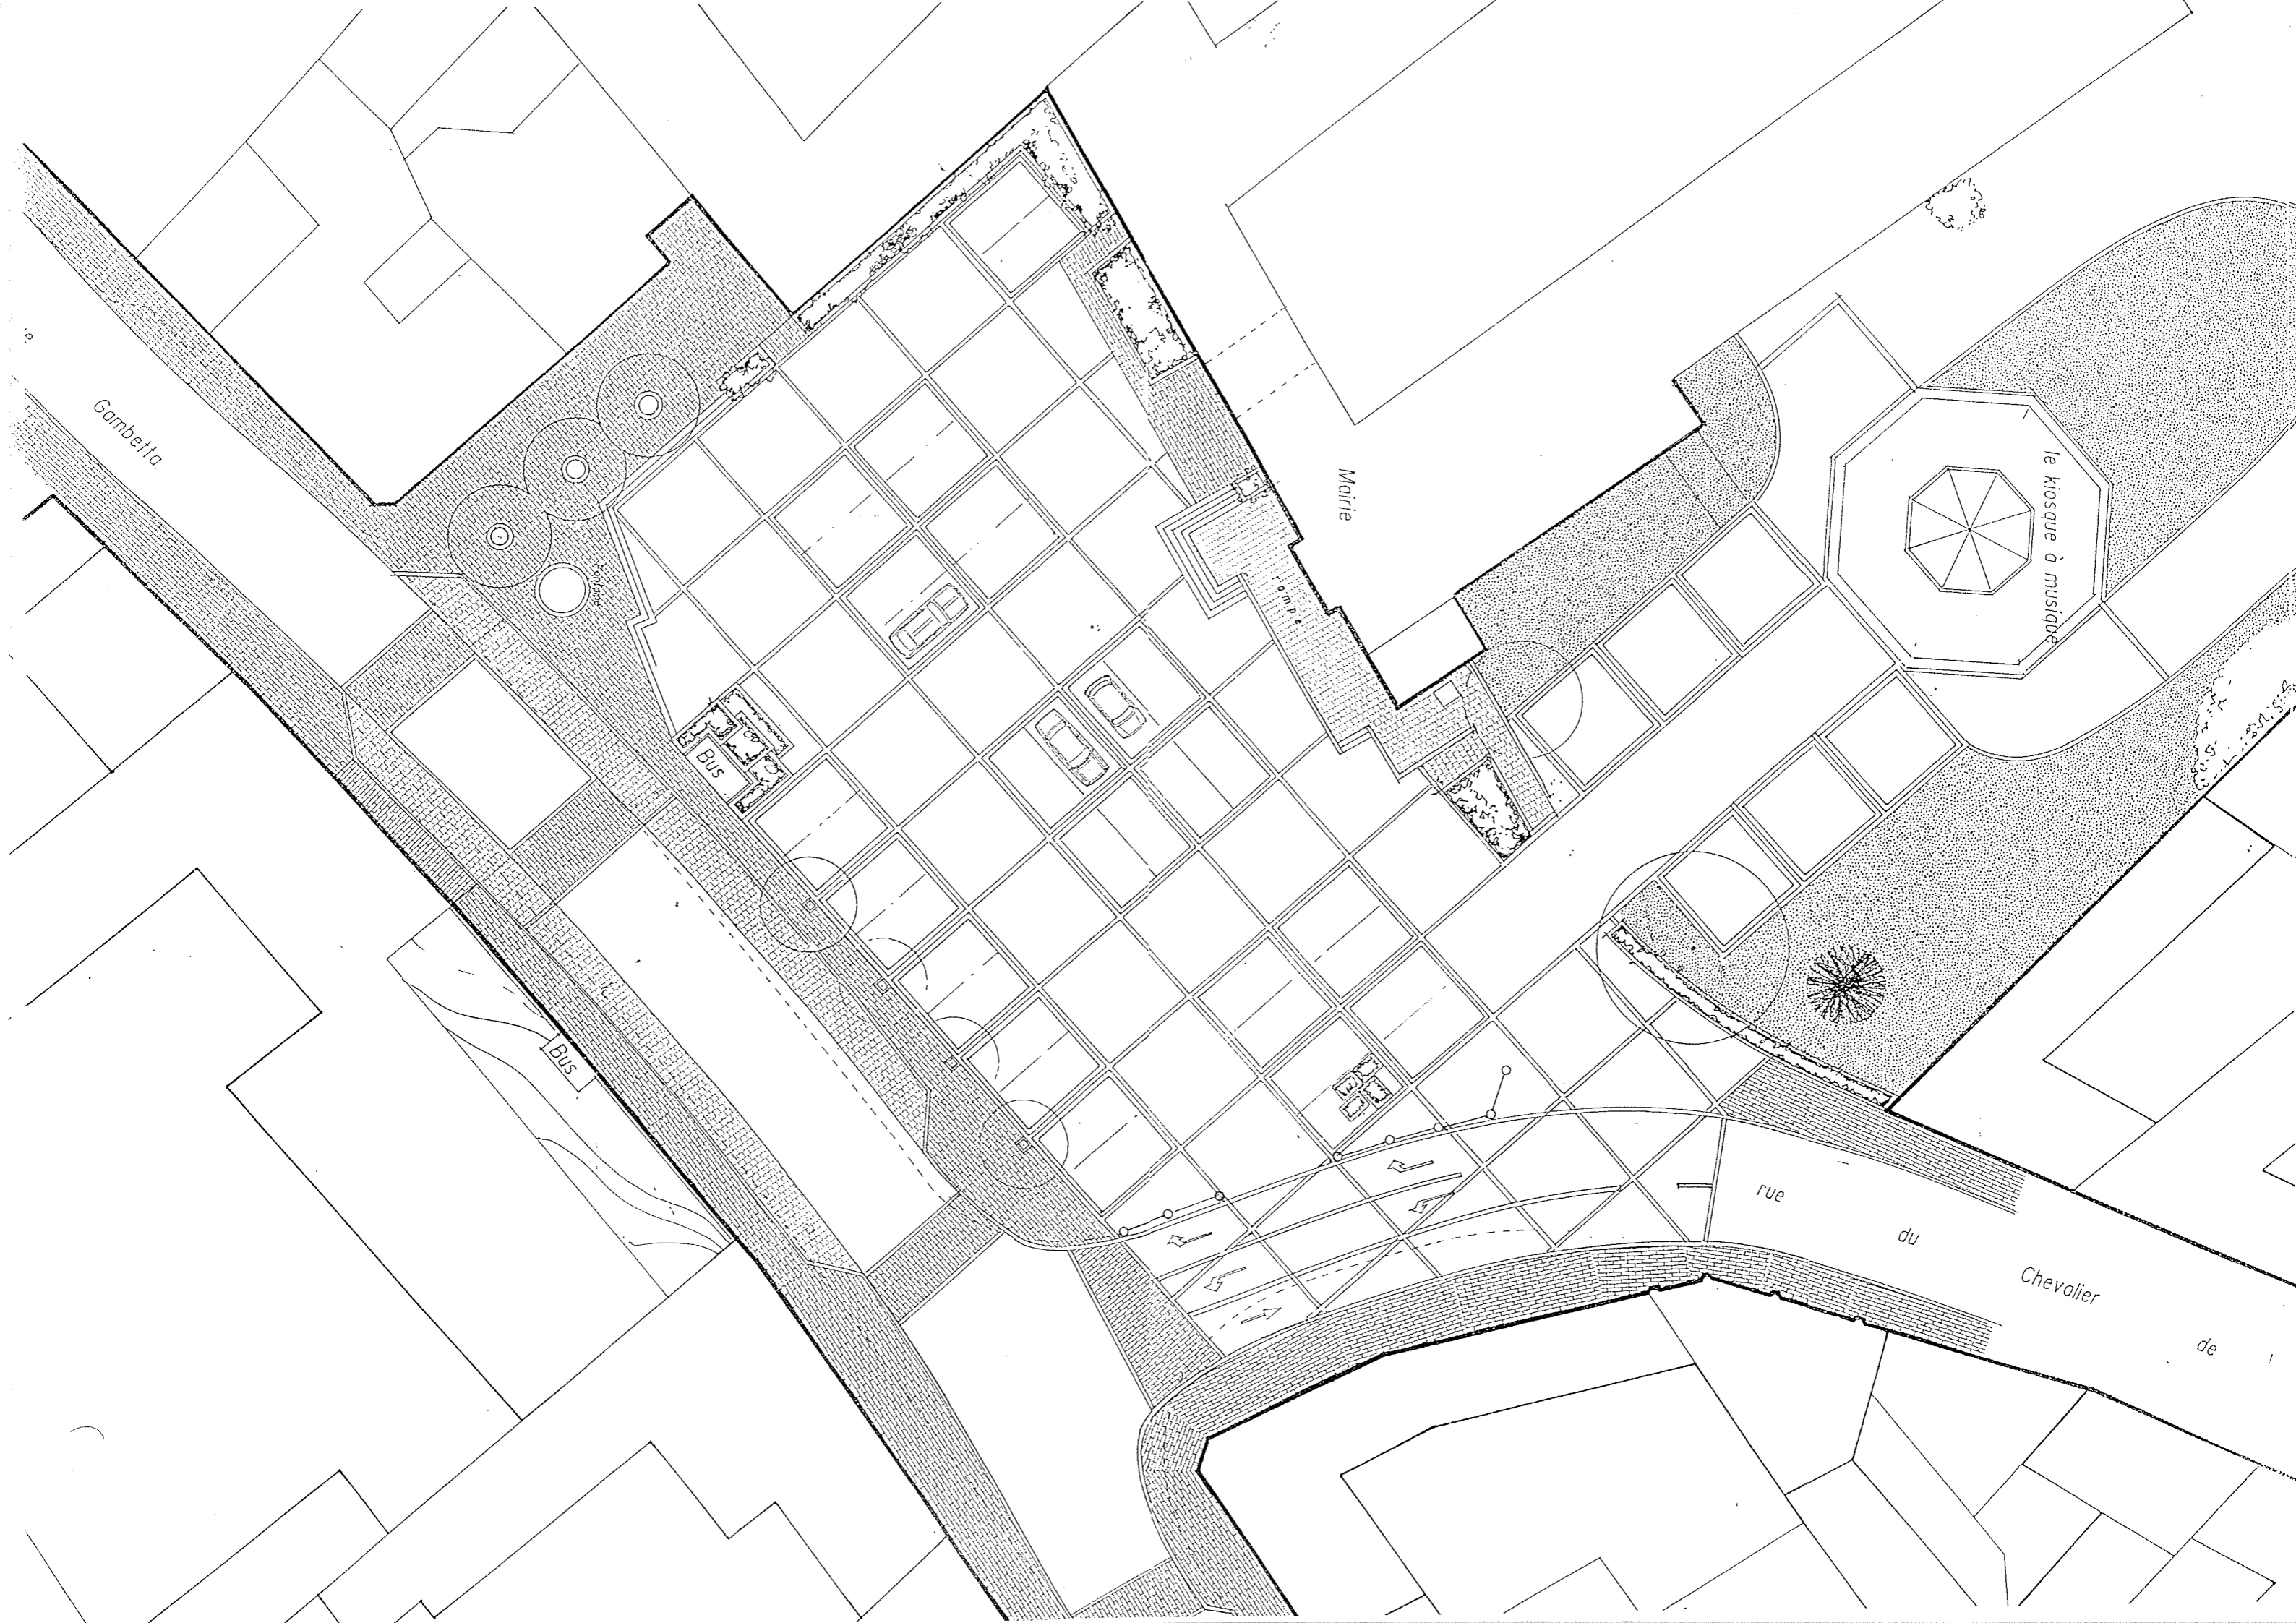 Gambetta
Mairie
le kiosque à musique
rampe
Bus
Bus
rue
du
Chevalier
de